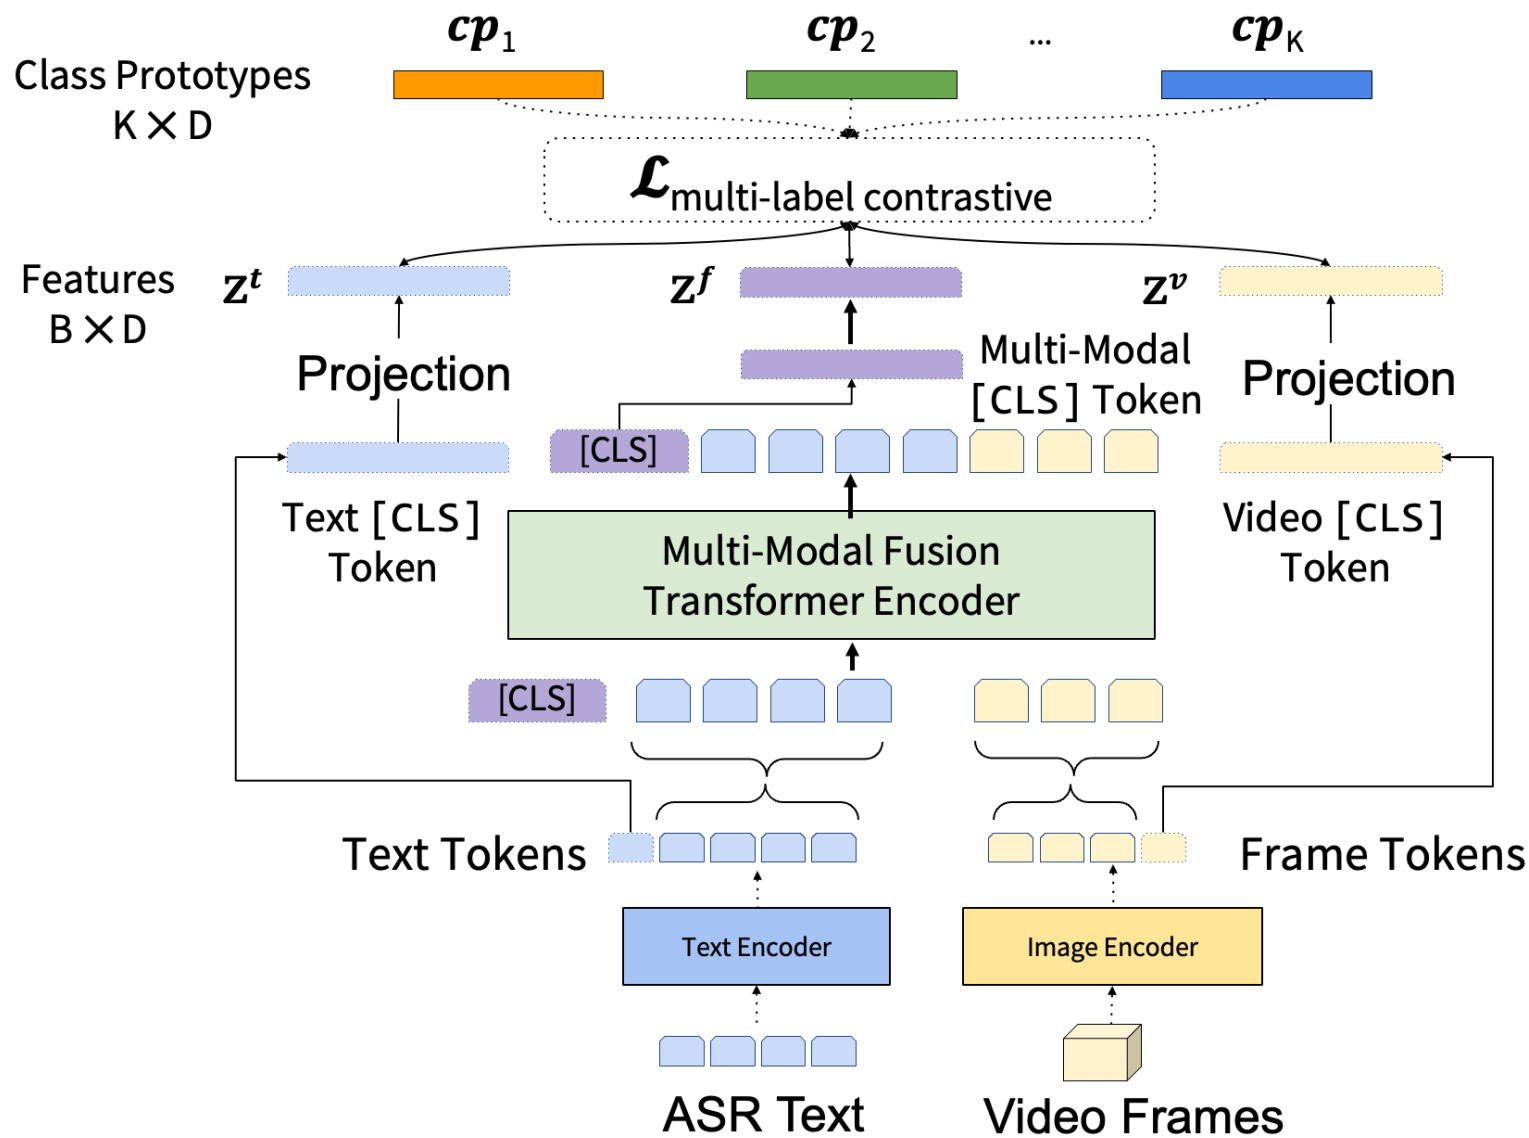 cp1
cp2
...
cpK
Class Prototypes
K × D
ℒmulti-label contrastive
Features
B × D
Zt
Zf
Zv
Projection
Multi-Modal
[CLS] Token
Projection
[CLS]
Text [CLS]
Token
Video [CLS]
Token
Multi-Modal Fusion
Transformer Encoder
[CLS]
Text Tokens
Frame Tokens
Text Encoder
Image Encoder
ASR Text
Video Frames